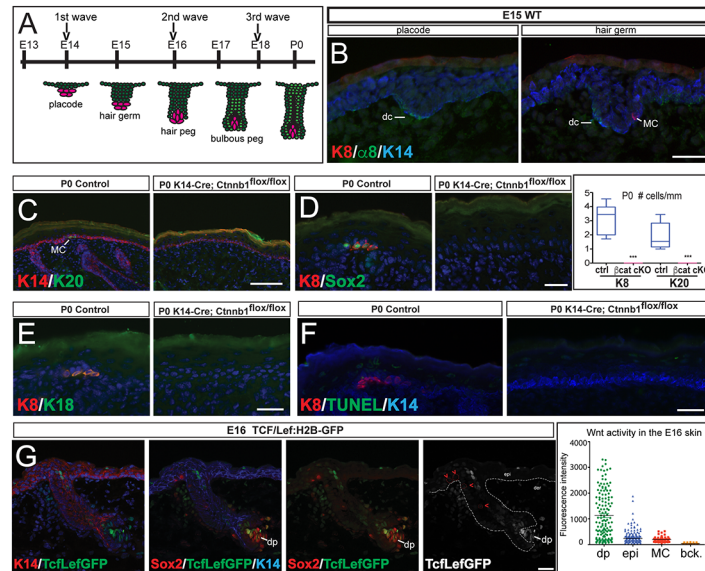 A
1st wave 2nd wave 3rd wave
E13 E14 E15 E16 E17 E18 P0
placode
hair germ
hair peg
bulbous peg
E15 WT
placode hair germ
B
dc
dc
MC
K8/α8/K14
P0 Control P0 K14-Cre; Ctnnb1flox/flox
C
MC
K14/K20
P0 Control P0 K14-Cre; Ctnnb1flox/flox
D
K8/Sox2
P0 # cells/mm
5
4
3
2
1
0
*** ***
ctrl βcat cKO ctrl βcat cKO
K8 K20
P0 Control P0 K14-Cre; Ctnnb1flox/flox
E
K8/K18
P0 Control P0 K14-Cre; Ctnnb1flox/flox
F
K8/TUNEL/K14
E16 TCF/Lef:H2B-GFP
G
K14/TcfLefGFP
dp
Sox2/TcfLefGFP/K14
dp
Sox2/TcfLefGFP
epi
der
dp
TcfLefGFP
Wnt activity in the E16 skin
Fluorescence intensity
4000
3000
2000
1000
0
dp epi MC bck.